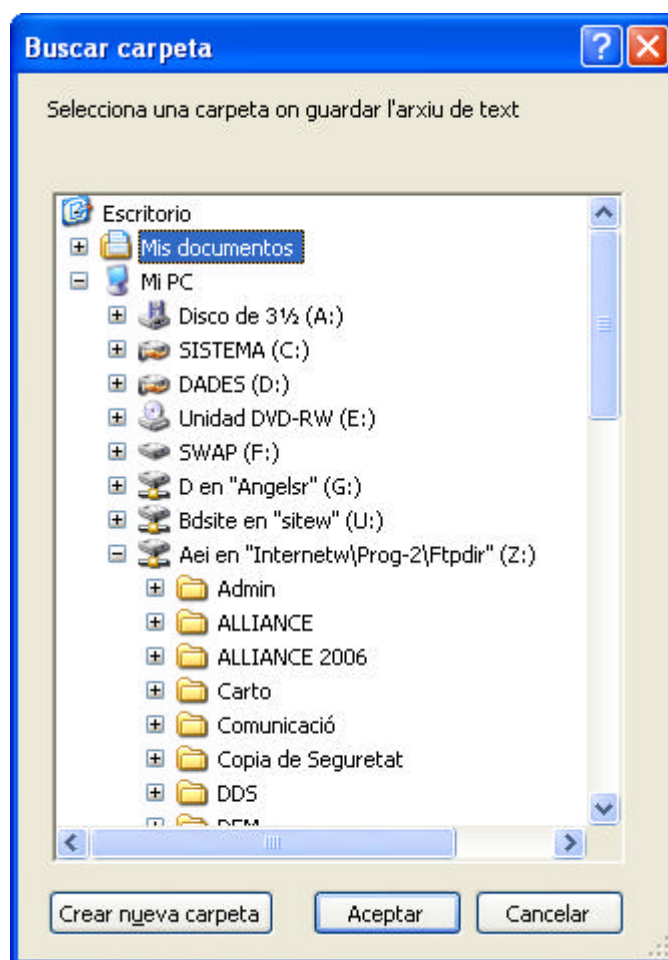 Buscar carpeta
Selecciona una carpeta on guardar l'arxiu de text
Escritorio
Mis documentos
Mi PC
Disco de 3½ (A:)
SISTEMA (C:)
DADES (D:)
Unidad DVD-RW (E:)
SWAP (F:)
D en "Angelsr" (G:)
Bdsite en "sitew" (U:)
Aei en "Internetw\Prog-2\Ftpdir" (Z:)
Admin
ALLIANCE
ALLIANCE 2006
Carto
Comunicació
Copia de Seguretat
DDS
Crear nueva carpeta
Aceptar
Cancelar